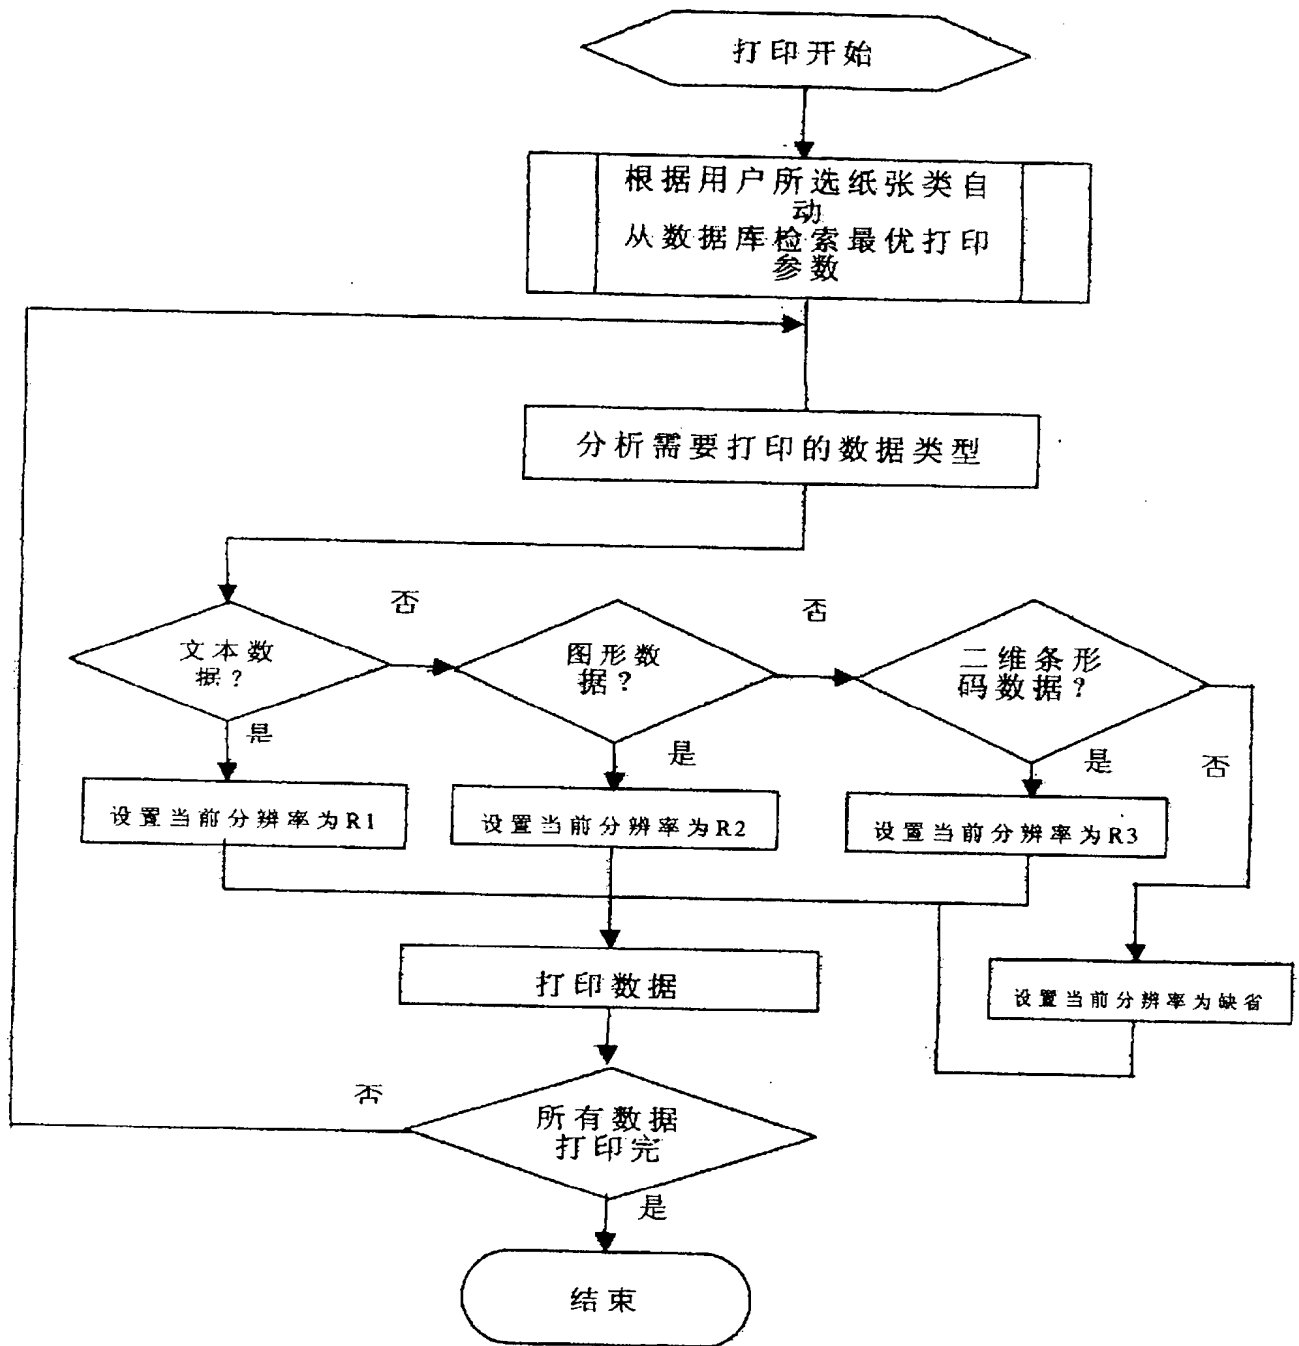 打印开始
根据用户所选纸张类自
动
从数据库检索最优打印
参数
分析需要打印的数据类型
否
否
文本数
据？
图形数
据？
二维条形
码数据？
是
是
是
否
设置当前分辨率为R1
设置当前分辨率为R2
设置当前分辨率为R3
打印数据
设置当前分辨率为缺省
否
所有数据
打印完
是
结束